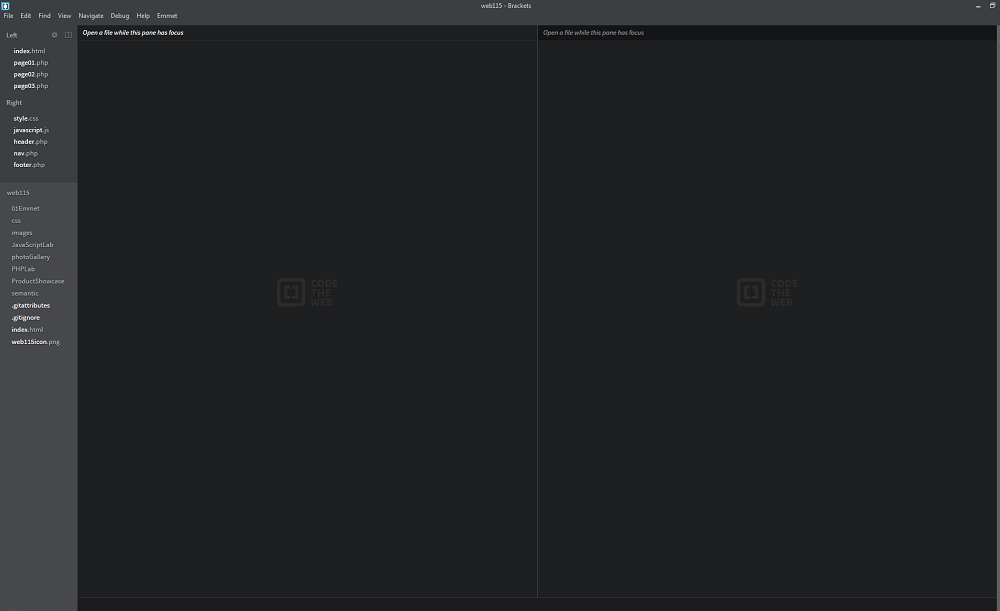 web115 - Brackets
File Edit Find View Navigate Debug Help Emmet
Left
index.html
page01.php
page02.php
page03.php
Right
style.css
javascript.js
header.php
nav.php
footer.php
web115
01Emmet
css
images
JavaScriptLab
photoGallery
PHPLab
ProductShowcase
semantic
.gitattributes
.gitignore
index.html
web115icon.png
Open a file while this pane has focus
CODE
THE
WEB
Open a file while this pane has focus
CODE
THE
WEB